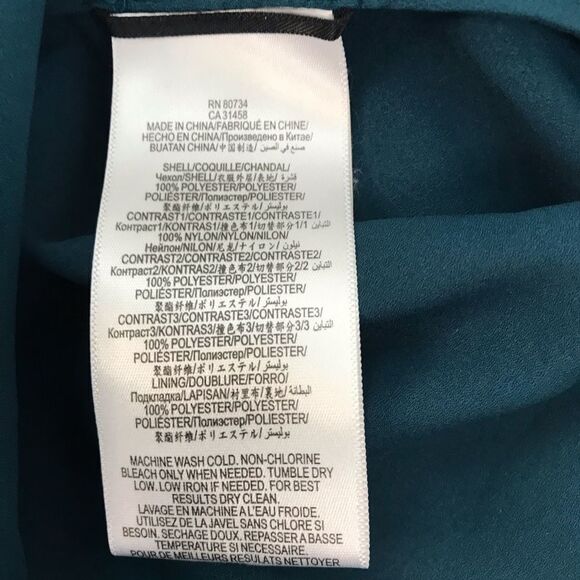 RN 80734
CA 31458
MADE IN CHINA/FABRIQUÉ EN CHINE/
HECHO EN CHINA/Произведено в Китае/
BUATAN CHINA/中国制造/ صنع في الصين
SHELL/COQUILLE/CHANDAL/
Чехол/SHELL/衣服外层/表地/ قشرة
100% POLYESTER/POLYESTER/
POLIÉSTER/Полиэстер/POLIESTER/
聚酯纤维/ポリエステル/ بوليستر
CONTRAST1/CONTRASTE1/CONTRASTE1/
Контраст1/KONTRAS1/撞色布1/切替部分1/ التباين 1
100% NYLON/NYLON/NILON/
Нейлон/NILON/尼龙/ナイロン/ نيلون
CONTRAST2/CONTRASTE2/CONTRASTE2/
Контраст2/KONTRAS2/撞色布2/切替部分2/ التباين 2
100% POLYESTER/POLYESTER/
POLIÉSTER/Полиэстер/POLIESTER/
聚酯纤维/ポリエステル/ بوليستر
CONTRAST3/CONTRASTE3/CONTRASTE3/
Контраст3/KONTRAS3/撞色布3/切替部分3/ التباين 3
100% POLYESTER/POLYESTER/
POLIÉSTER/Полиэстер/POLIESTER/
聚酯纤维/ポリエステル/ بوليستر
LINING/DOUBLURE/FORRO/
Подкладка/LAPISAN/衬里布/裏地/ البطانة
100% POLYESTER/POLYESTER/
POLIÉSTER/Полиэстер/POLIESTER/
聚酯纤维/ポリエステル/ بوليستر
MACHINE WASH COLD. NON-CHLORINE
BLEACH ONLY WHEN NEEDED. TUMBLE DRY
LOW. LOW IRON IF NEEDED. FOR BEST
RESULTS DRY CLEAN.
LAVAGE EN MACHINE A L'EAU FROIDE.
UTILISEZ DE LA JAVEL SANS CHLORE SI
BESOIN. SECHAGE DOUX. REPASSER A BASSE
TEMPERATURE SI NECESSAIRE.
POUR DE MEILLEURS RESULATS NETTOYAGE